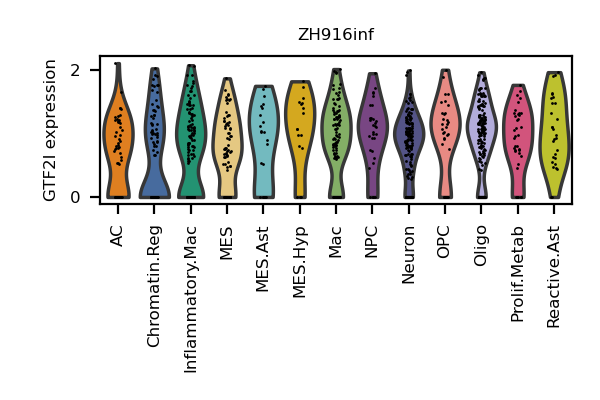 ZH916inf
GTF2I expression
2
0
AC
Chromatin.Reg
Inflammatory.Mac
MES
MES.Ast
MES.Hyp
Mac
NPC
Neuron
OPC
Oligo
Prolif.Metab
Reactive.Ast